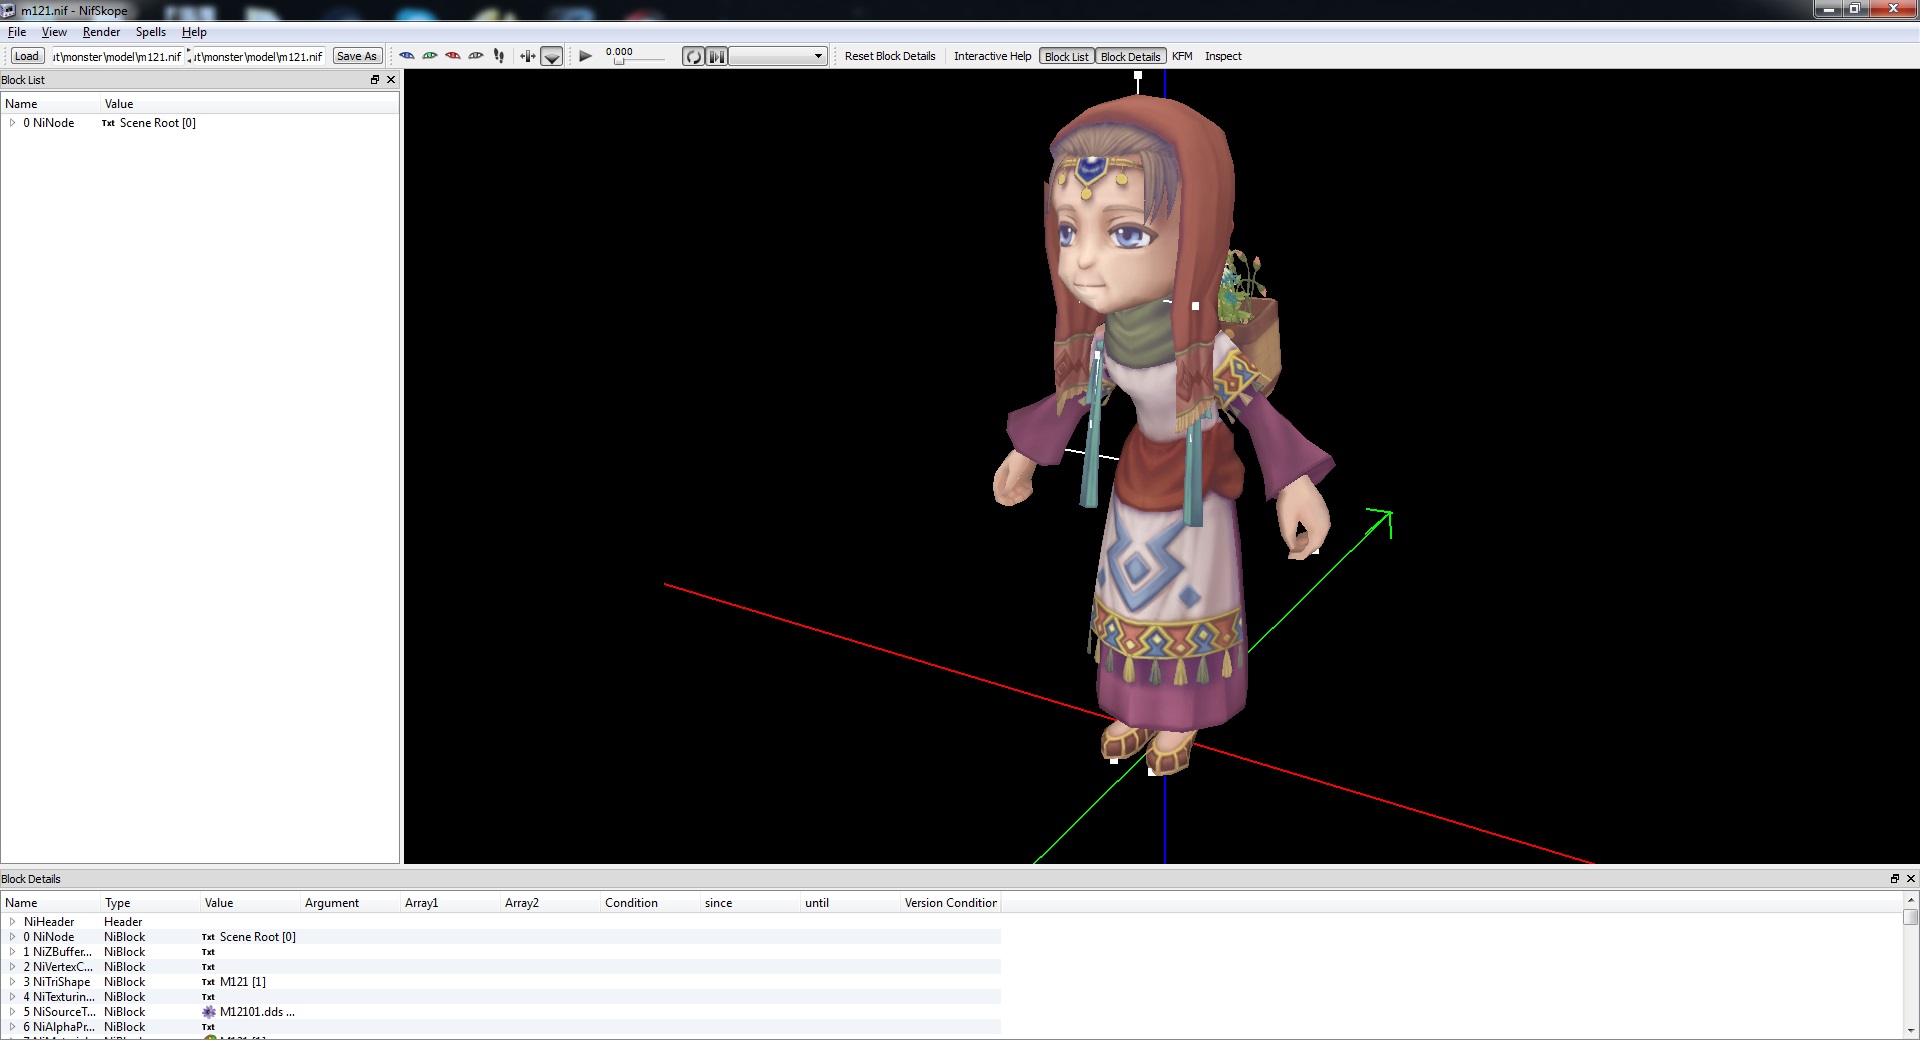 m121.nif - NifSkope
File View Render Spells Help
Load ut\monster\model\m121.nif ut\monster\model\m121.nif Save As 0.000 Reset Block Details Interactive Help Block List Block Details KFM Inspect
Block List
Name Value
0 NiNode Txt Scene Root [0]
Block Details
Name Type Value Argument Array1 Array2 Condition since until Version Condition
NiHeader Header
0 NiNode NiBlock Txt Scene Root [0]
1 NiZBuffer... NiBlock Txt
2 NiVertexC... NiBlock Txt
3 NiTriShape NiBlock Txt M121 [1]
4 NiTexturin... NiBlock Txt
5 NiSourceT... NiBlock M12101.dds ...
6 NiAlphaPr... NiBlock Txt